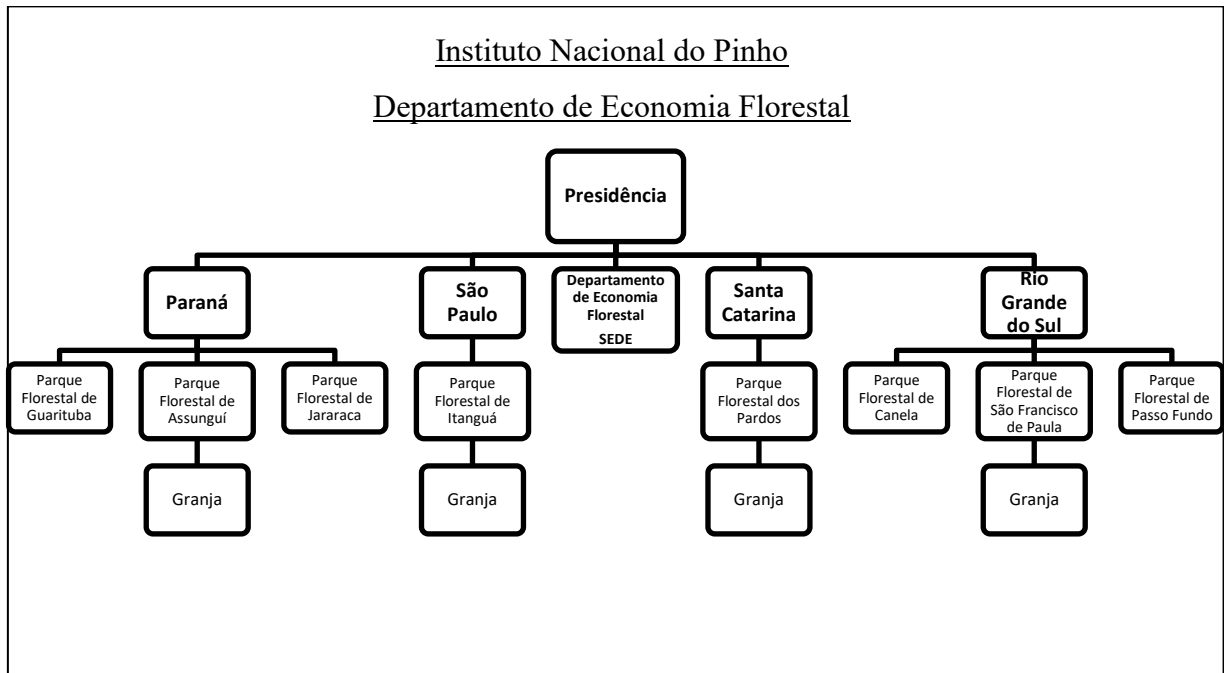 Instituto Nacional do Pinho
Departamento de Economia Florestal
Presidência
Paraná
São
Paulo
Departamento
de Economia
Florestal
SEDE
Santa
Catarina
Rio
Grande
do Sul
Parque
Florestal de
Guarituba
Parque
Florestal de
Assunguí
Parque
Florestal de
Jararaca
Parque
Florestal de
Itanguá
Parque
Florestal dos
Pardos
Parque
Florestal de
Canela
Parque
Florestal de
São Francisco
de Paula
Parque
Florestal de
Passo Fundo
Granja
Granja
Granja
Granja